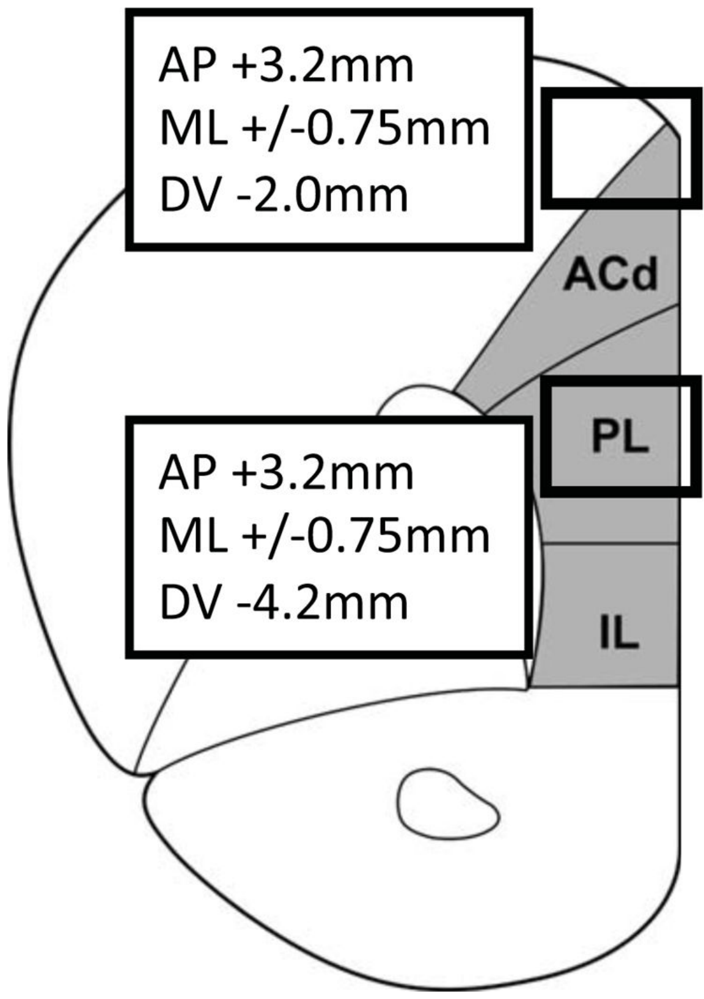 AP +3.2mm
ML +/-0.75mm
DV -2.0mm
ACd
PL
AP +3.2mm
ML +/-0.75mm
DV -4.2mm
IL